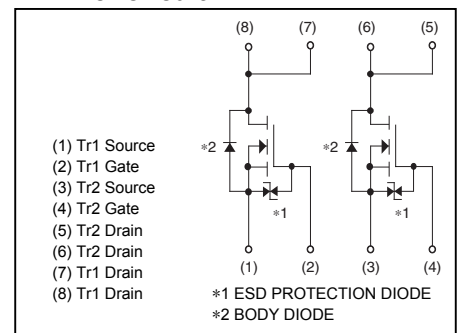 (8) (7) (6) (5)
(1) Tr1 Source
(2) Tr1 Gate
(3) Tr2 Source
(4) Tr2 Gate
(5) Tr2 Drain
(6) Tr2 Drain
(7) Tr1 Drain
(8) Tr1 Drain
∗2 ∗2
∗1 ∗1
(1) (2) (3) (4)
∗1 ESD PROTECTION DIODE
∗2 BODY DIODE